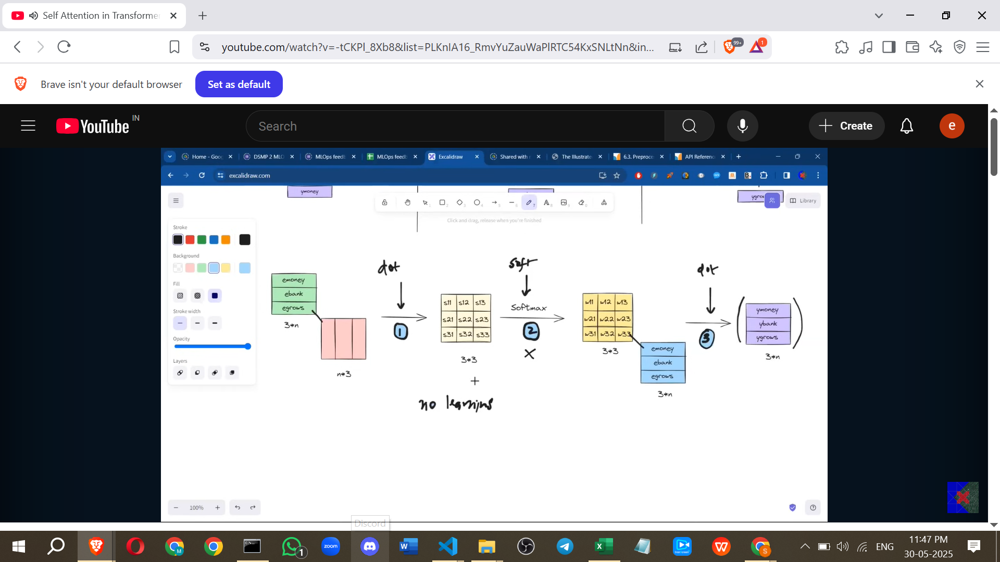 Self Attention in Transforme
youtube.com/watch?v=-tCKPl_8Xb8&list=PLKnIA16_RmvYuZauWaPlRTC54KxSNLtNn&in...
99+
1
Brave isn't your default browser
Set as default
YouTube
IN
Search
Create
e
Home - Goo
DSMP 2 MLO
MLOps feedb
MLOps feedb
Excalidraw
Shared with
The Illustrate
6.3. Preproce
API Referenc
excalidraw.com
ymoney
Library
Click and drag, release when you're finished
Stroke
Background
Fill
Stroke width
Opacity
Layers
dot
soft
dot
emoney
ebank
egrows
3*n
n*3
1
s11 s12 s13
s21 s22 s23
s31 s32 s33
3*3
Softmax
2
X
w11 w12 w13
w21 w22 w23
w31 w32 w33
3*3
emoney
ebank
egrows
3*n
3
ymoney
ybank
ygrows
3*n
no learning
100%
Discord
zoom
1
11:47 PM
ENG
30-05-2025